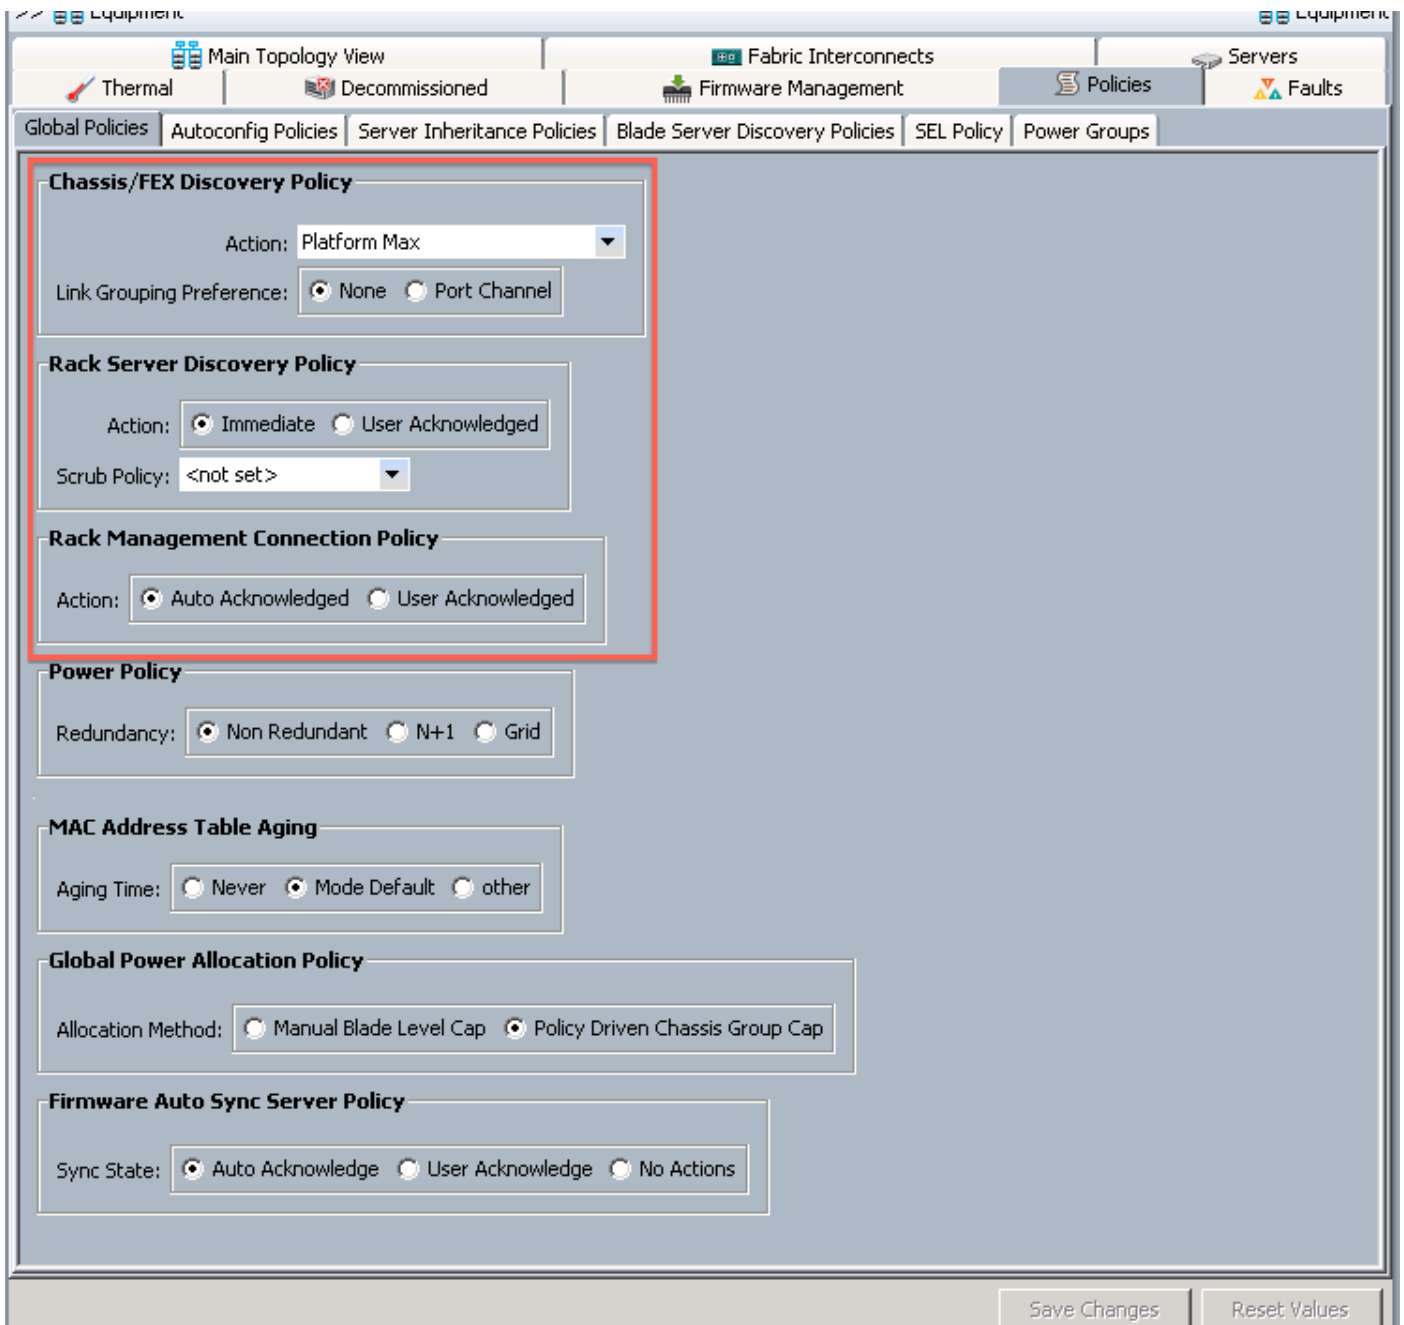 >> Equipment Equipment
Main Topology View Fabric Interconnects Servers
Thermal Decommissioned Firmware Management Policies Faults
Global Policies Autoconfig Policies Server Inheritance Policies Blade Server Discovery Policies SEL Policy Power Groups
Chassis/FEX Discovery Policy
Action: Platform Max
Link Grouping Preference: None Port Channel
Rack Server Discovery Policy
Action: Immediate User Acknowledged
Scrub Policy: <not set>
Rack Management Connection Policy
Action: Auto Acknowledged User Acknowledged
Power Policy
Redundancy: Non Redundant N+1 Grid
MAC Address Table Aging
Aging Time: Never Mode Default other
Global Power Allocation Policy
Allocation Method: Manual Blade Level Cap Policy Driven Chassis Group Cap
Firmware Auto Sync Server Policy
Sync State: Auto Acknowledge User Acknowledge No Actions
Save Changes Reset Values